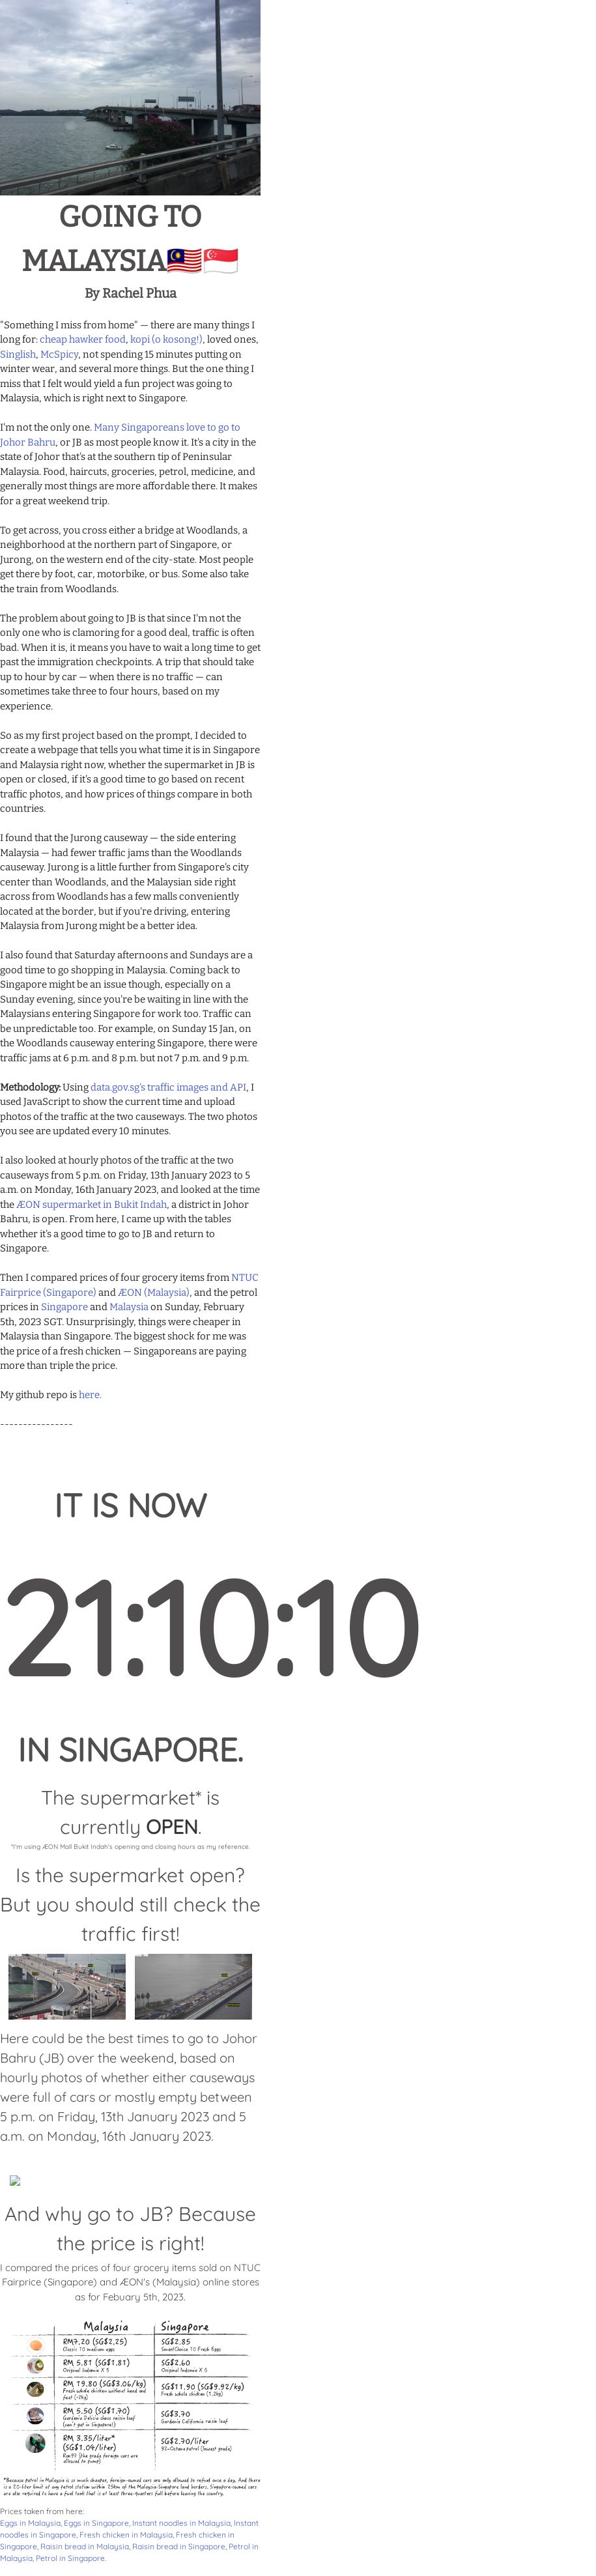 GOING TO
MALAYSIA🇲🇾🇸🇬
By Rachel Phua
"Something I miss from home" — there are many things I
long for: cheap hawker food, kopi (o kosong!), loved ones,
Singlish, McSpicy, not spending 15 minutes putting on
winter wear, and several more things. But the one thing I
miss that I felt would yield a fun project was going to
Malaysia, which is right next to Singapore.
I'm not the only one. Many Singaporeans love to go to
Johor Bahru, or JB as most people know it. It's a city in the
state of Johor that's at the southern tip of Peninsular
Malaysia. Food, haircuts, groceries, petrol, medicine, and
generally most things are more affordable there. It makes
for a great weekend trip.
To get across, you cross either a bridge at Woodlands, a
neighborhood at the northern part of Singapore, or
Jurong, on the western end of the city-state. Most people
get there by foot, car, motorbike, or bus. Some also take
the train from Woodlands.
The problem about going to JB is that since I'm not the
only one who is clamoring for a good deal, traffic is often
bad. When it is, it means you have to wait a long time to get
past the immigration checkpoints. A trip that should take
up to hour by car — when there is no traffic — can
sometimes take three to four hours, based on my
experience.
So as my first project based on the prompt, I decided to
create a webpage that tells you what time it is in Singapore
and Malaysia right now, whether the supermarket in JB is
open or closed, if it's a good time to go based on recent
traffic photos, and how prices of things compare in both
countries.
I found that the Jurong causeway — the side entering
Malaysia — had fewer traffic jams than the Woodlands
causeway. Jurong is a little further from Singapore's city
center than Woodlands, and the Malaysian side right
across from Woodlands has a few malls conveniently
located at the border, but if you're driving, entering
Malaysia from Jurong might be a better idea.
I also found that Saturday afternoons and Sundays are a
good time to go shopping in Malaysia. Coming back to
Singapore might be an issue though, especially on a
Sunday evening, since you're be waiting in line with the
Malaysians entering Singapore for work too. Traffic can
be unpredictable too. For example, on Sunday 15 Jan, on
the Woodlands causeway entering Singapore, there were
traffic jams at 6 p.m. and 8 p.m. but not 7 p.m. and 9 p.m.
Methodology: Using data.gov.sg's traffic images and API, I
used JavaScript to show the current time and upload
photos of the traffic at the two causeways. The two photos
you see are updated every 10 minutes.
I also looked at hourly photos of the traffic at the two
causeways from 5 p.m. on Friday, 13th January 2023 to 5
a.m. on Monday, 16th January 2023, and looked at the time
the ÆON supermarket in Bukit Indah, a district in Johor
Bahru, is open. From here, I came up with the tables
whether it's a good time to go to JB and return to
Singapore.
Then I compared prices of four grocery items from NTUC
Fairprice (Singapore) and ÆON (Malaysia), and the petrol
prices in Singapore and Malaysia on Sunday, February
5th, 2023 SGT. Unsurprisingly, things were cheaper in
Malaysia than Singapore. The biggest shock for me was
the price of a fresh chicken — Singaporeans are paying
more than triple the price.
My github repo is here.
----------------
IT IS NOW
21:10:10
IN SINGAPORE.
The supermarket* is
currently OPEN.
*I'm using ÆON Mall Bukit Indah's opening and closing hours as my reference.
Is the supermarket open?
But you should still check the
traffic first!
Here could be the best times to go to Johor
Bahru (JB) over the weekend, based on
hourly photos of whether either causeways
were full of cars or mostly empty between
5 p.m. on Friday, 13th January 2023 and 5
a.m. on Monday, 16th January 2023.
And why go to JB? Because
the price is right!
I compared the prices of four grocery items sold on NTUC
Fairprice (Singapore) and ÆON's (Malaysia) online stores
as for Febuary 5th, 2023.
Malaysia Singapore
RM7.20 (SG$2.25) SG$2.85
Classic 10 medium eggs SmartChoice 10 Fresh Eggs
RM 5.81 (SG$1.81) SG$2.60
Original Indomie X 5 Original Indomie X 5
RM 19.80 (SG$3.06/kg) SG$11.90 (SG$9.92/kg)
Fresh whole chicken without head and Fresh whole chicken (1.2kg)
feet (~2kg)
RM 5.50 (SG$1.70) SG$3.70
Gardenia Delicia choco raisin loaf Gardenia California raisin loaf
(can't get in Singapore!)
RM 3.35/liter* SG$2.70/liter
(SG$1.04/liter) 92-Octane petrol (lowest grade)
Ron97 (the grade foreign cars are
allowed to pump)
*Because petrol in Malaysia is so much cheaper, foreign-owned cars are only allowed to refuel once every two days. And there
is a 20-liter limit at any petrol station within 25km of the Malaysia-Singapore land borders. Singapore-owned cars
are also required to have a fuel tank that is at least three-quarters full before leaving the country.
Prices taken from here:
Eggs in Malaysia, Eggs in Singapore, Instant noodles in Malaysia, Instant
noodles in Singapore, Fresh chicken in Malaysia, Fresh chicken in
Singapore, Raisin bread in Malaysia, Raisin bread in Singapore, Petrol in
Malaysia, Petrol in Singapore.